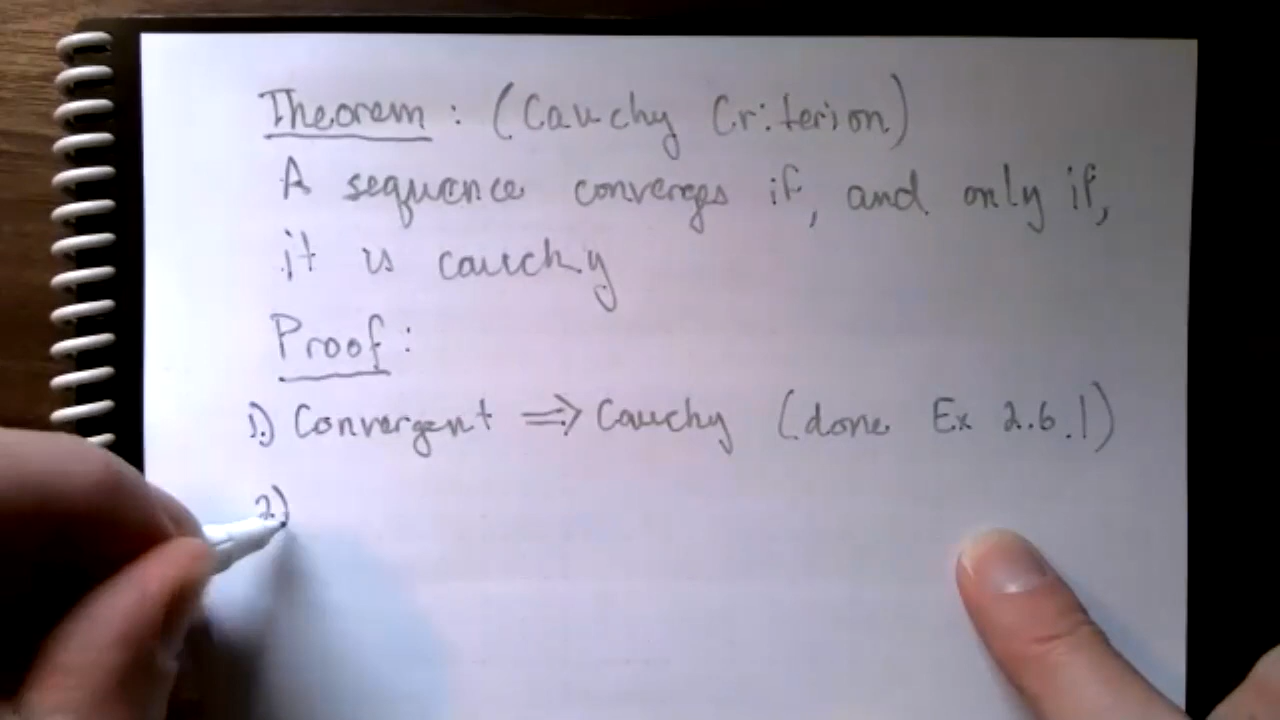 Theorem : (Cauchy Criterion)
A sequence converges if, and only if,
it is cauchy
Proof :
1.) Convergent ⇒ Cauchy (done Ex 2.6.1)
2)